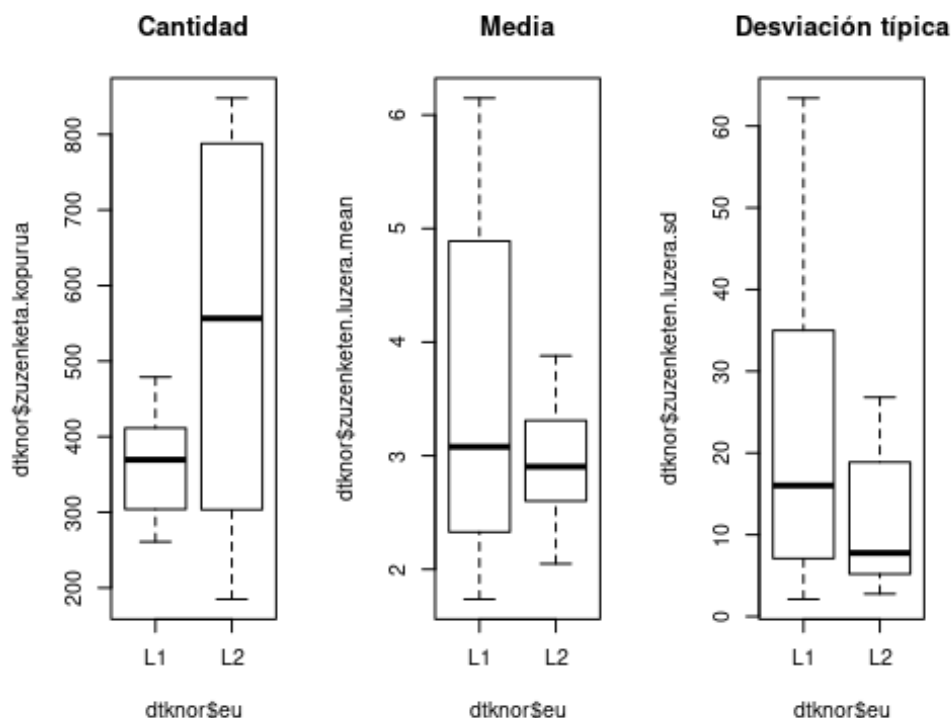 Cantidad
dtknor$zuzenketa.kopurua
800
700
600
500
400
300
200
L1 L2
dtknor$eu
Media
dtknor$zuzenketen.luzera.mean
6
5
4
3
2
L1 L2
dtknor$eu
Desviación típica
dtknor$zuzenketen.luzera.sd
60
50
40
30
20
10
0
L1 L2
dtknor$eu